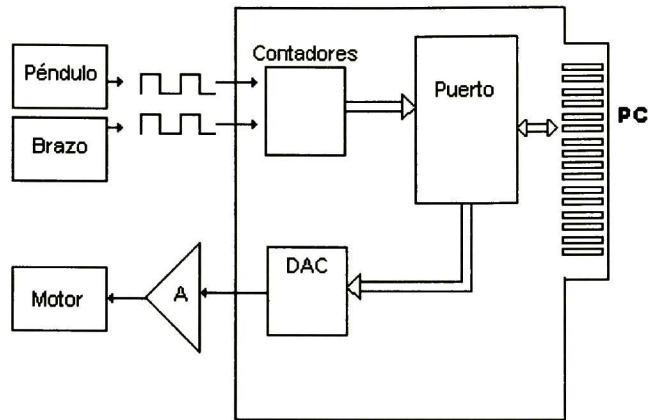 Péndulo
Brazo
Contadores
Puerto
PC
DAC
Motor
A